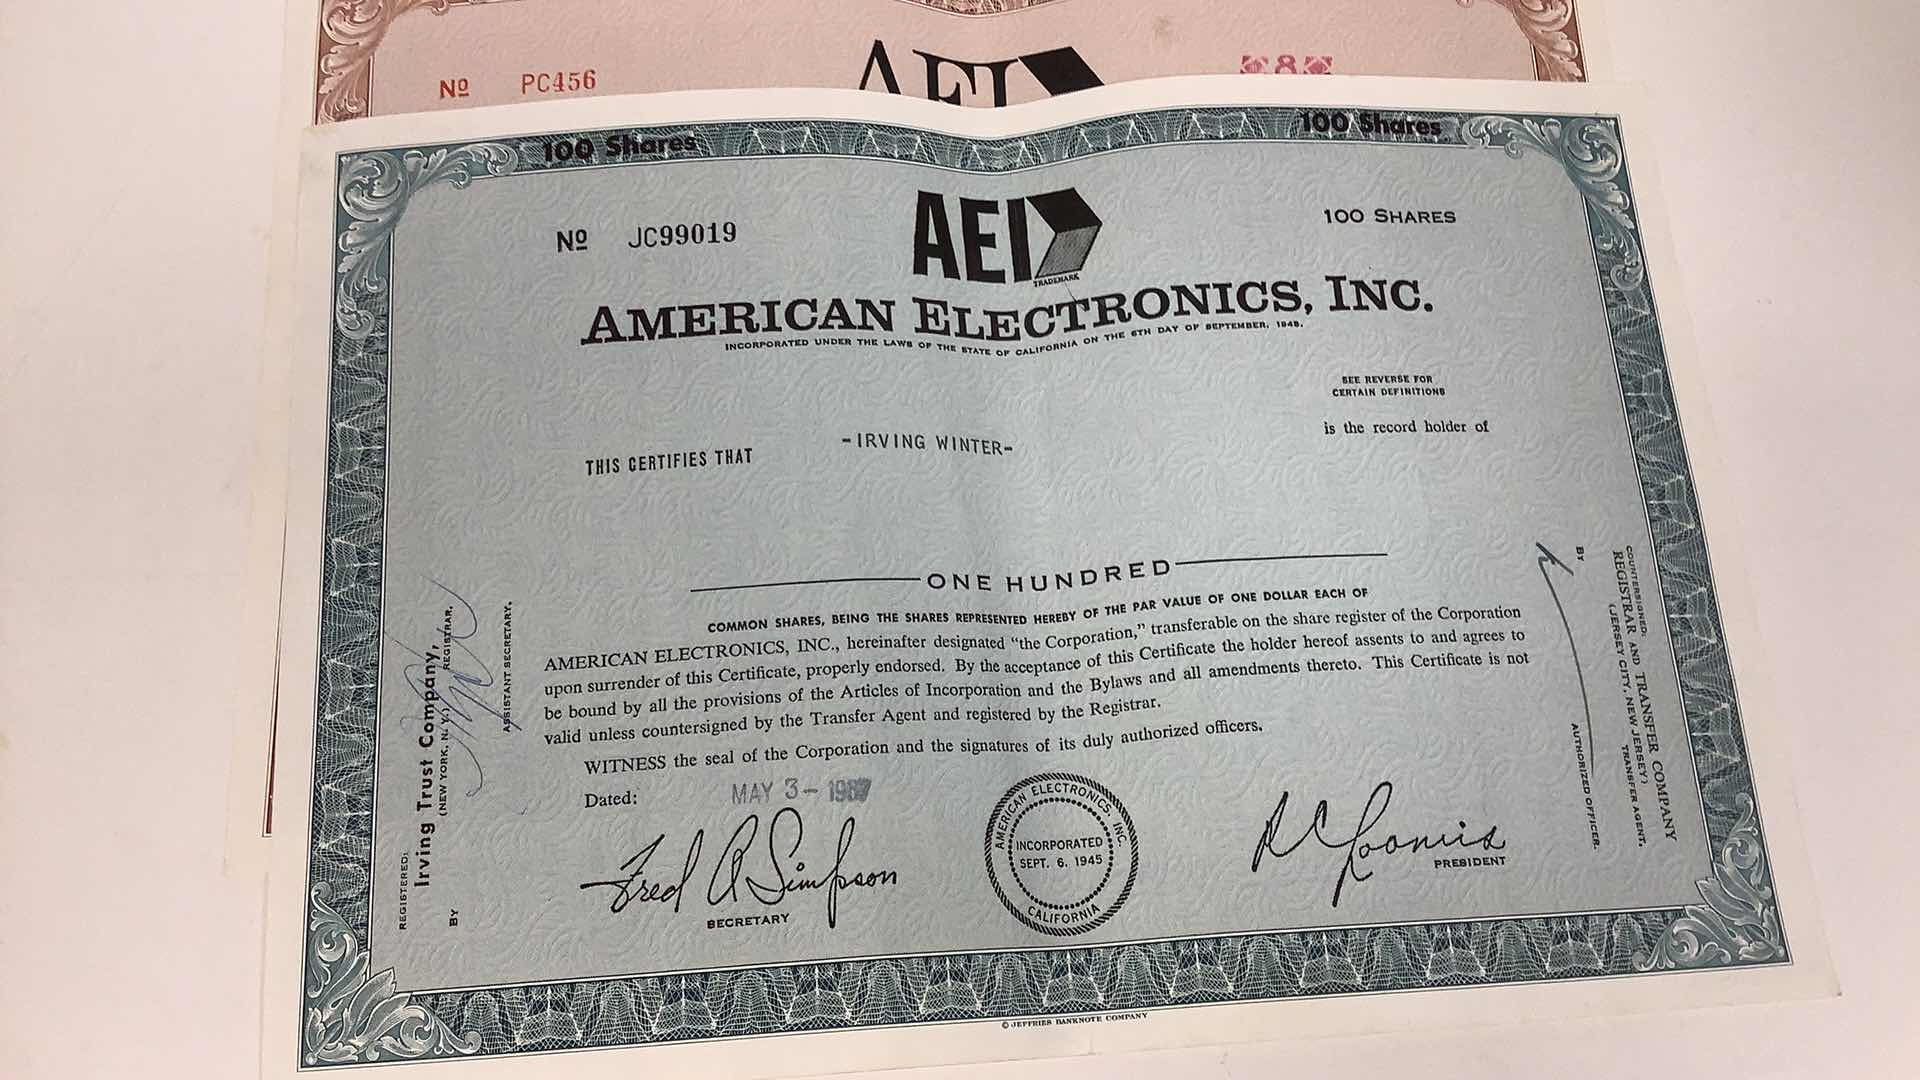 Nº PC456
AEI
8
100 Shares
100 Shares
Nº JC99019
AEI
TRADEMARK
100 SHARES
AMERICAN ELECTRONICS, INC.
INCORPORATED UNDER THE LAWS OF THE STATE OF CALIFORNIA ON THE 6TH DAY OF SEPTEMBER, 1945.
SEE REVERSE FOR
CERTAIN DEFINITIONS
THIS CERTIFIES THAT
-IRVING WINTER-
is the record holder of
ONE HUNDRED
COMMON SHARES, BEING THE SHARES REPRESENTED HEREBY OF THE PAR VALUE OF ONE DOLLAR EACH OF
AMERICAN ELECTRONICS, INC., hereinafter designated "the Corporation," transferable on the share register of the Corporation
upon surrender of this Certificate, properly endorsed. By the acceptance of this Certificate the holder hereof assents to and agrees to
be bound by all the provisions of the Articles of Incorporation and the Bylaws and all amendments thereto. This Certificate is not
valid unless countersigned by the Transfer Agent and registered by the Registrar.
WITNESS the seal of the Corporation and the signatures of its duly authorized officers.
Dated: MAY 3-
Fred A Simpson
SECRETARY
AMERICAN ELECTRONICS, INC.
INCORPORATED
SEPT. 6, 1945
CALIFORNIA
PRESIDENT
REGISTERED:
Irving Trust Company,
(NEW YORK, N.Y.) REGISTRAR,
BY
ASSISTANT SECRETARY.
COUNTERSIGNED:
REGISTRAR AND TRANSFER COMPANY
(JERSEY CITY, NEW JERSEY)
TRANSFER AGENT,
BY
AUTHORIZED OFFICER.
© JEFFRIES BANKNOTE COMPANY